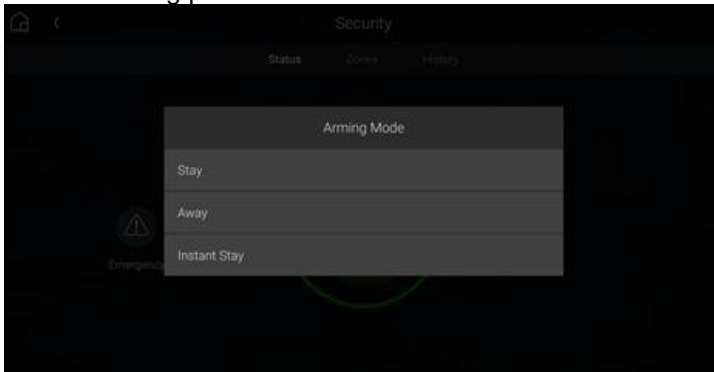 Security
Status Zones History
Arming Mode
Stay
Away
Instant Stay
Emergency